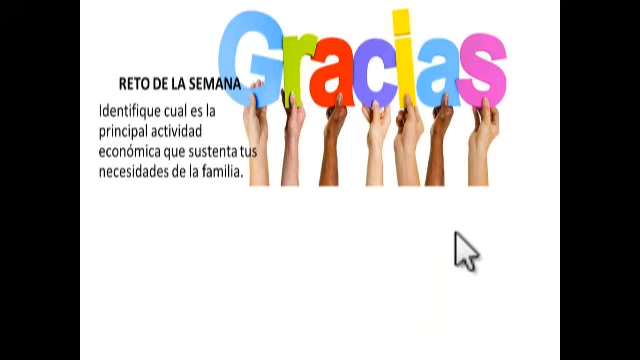 Gracias
RETO DE LA SEMANA
Identifique cual es la
principal actividad
económica que sustenta tus
necesidades de la familia.